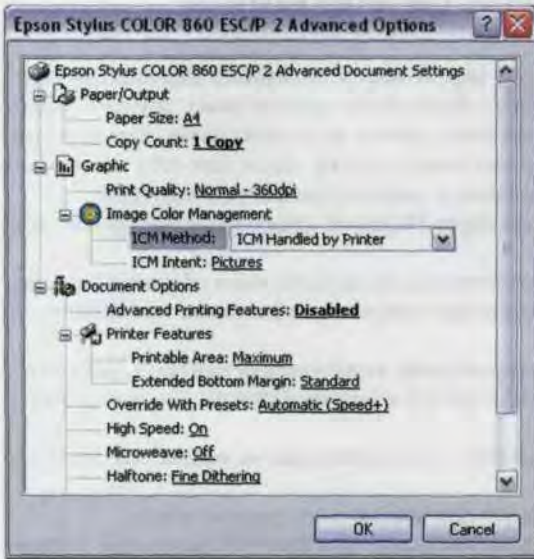 Epson Stylus COLOR 860 ESC/P 2 Advanced Options
Epson Stylus COLOR 860 ESC/P 2 Advanced Document Settings
Paper/Output
Paper Size: A4
Copy Count: 1 Copy
Graphic
Print Quality: Normal - 360dpi
Image Color Management
ICM Method: ICM Handled by Printer
ICM Intent: Pictures
Document Options
Advanced Printing Features: Disabled
Printer Features
Printable Area: Maximum
Extended Bottom Margin: Standard
Override With Presets: Automatic (Speed+)
High Speed: On
Microweave: Off
Halftone: Fine Dithering
OK Cancel